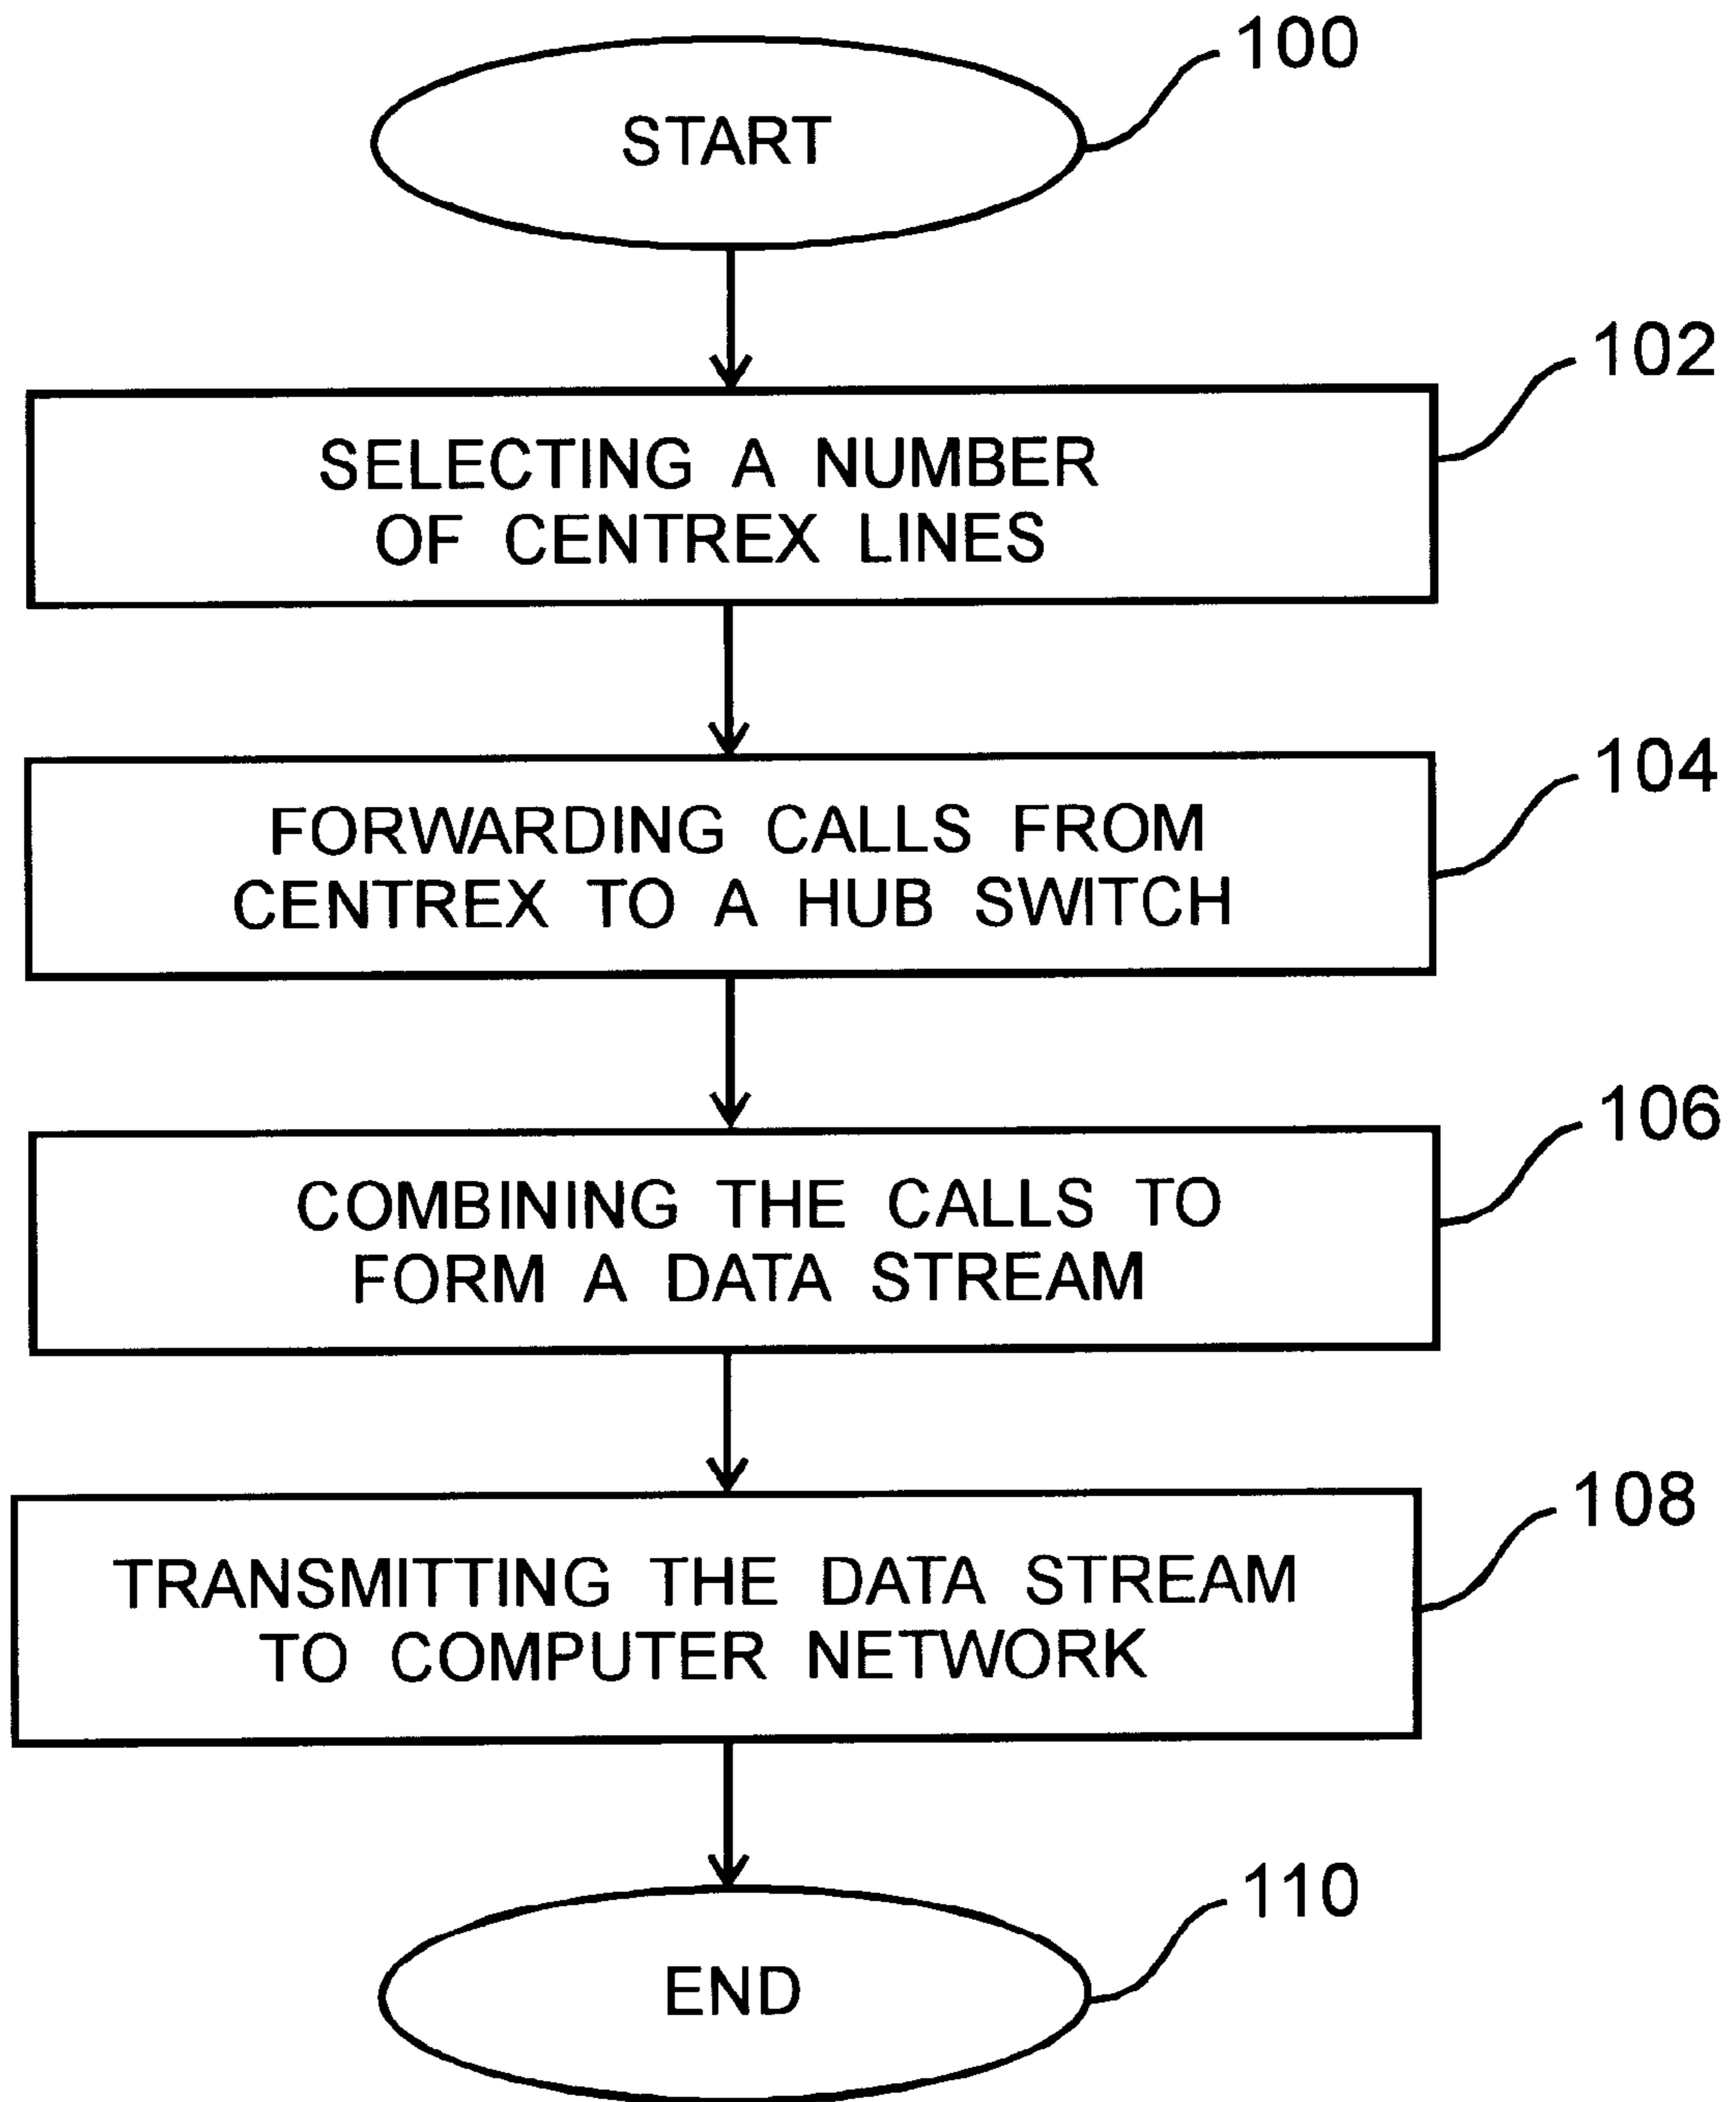 100
START
102
SELECTING A NUMBER
OF CENTREX LINES
104
FORWARDING CALLS FROM
CENTREX TO A HUB SWITCH
106
COMBINING THE CALLS TO
FORM A DATA STREAM
108
TRANSMITTING THE DATA STREAM
TO COMPUTER NETWORK
110
END